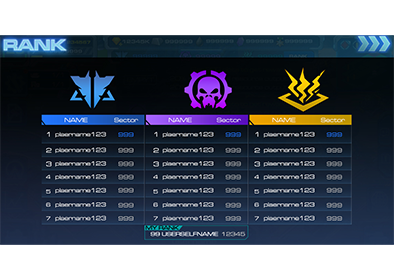 RANK
NAME Sector NAME Sector NAME Sector
1 plaername123 999 1 plaername123 999 1 plaername123 999
2 plaername123 999 2 plaername123 999 2 plaername123 999
3 plaername123 999 3 plaername123 999 3 plaername123 999
4 plaername123 999 4 plaername123 999 4 plaername123 999
5 plaername123 999 5 plaername123 999 5 plaername123 999
6 plaername123 999 6 plaername123 999 6 plaername123 999
7 plaername123 999 7 plaername123 999 7 plaername123 999
MY RANK
99 USERSELFNAME 12345